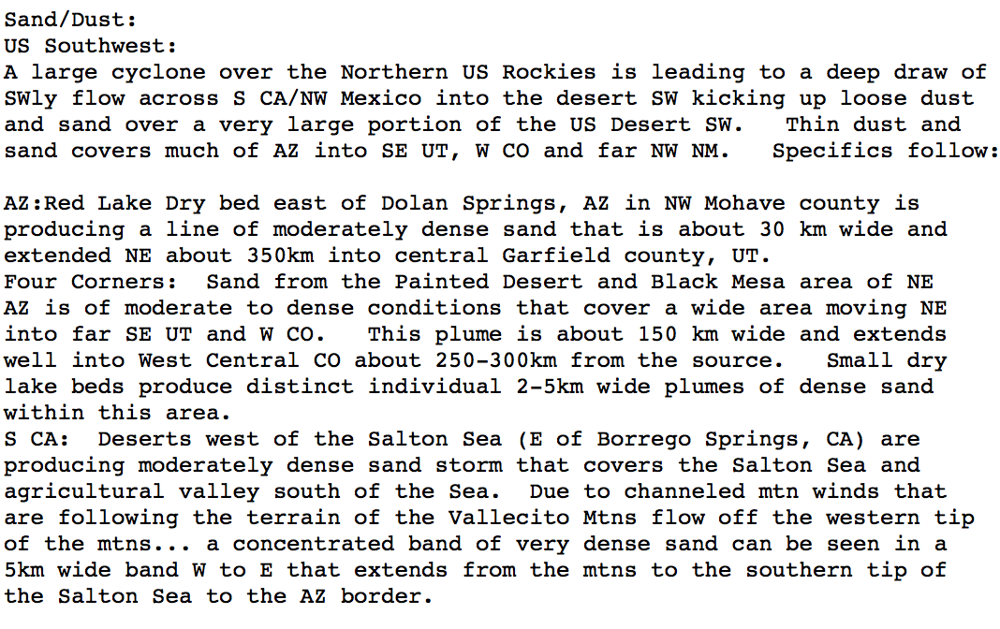 Sand/Dust:
US Southwest:
A large cyclone over the Northern US Rockies is leading to a deep draw of
SWly flow across S CA/NW Mexico into the desert SW kicking up loose dust
and sand over a very large portion of the US Desert SW.   Thin dust and
sand covers much of AZ into SE UT, W CO and far NW NM.   Specifics follow:

AZ:Red Lake Dry bed east of Dolan Springs, AZ in NW Mohave county is
producing a line of moderately dense sand that is about 30 km wide and
extended NE about 350km into central Garfield county, UT.
Four Corners:  Sand from the Painted Desert and Black Mesa area of NE
AZ is of moderate to dense conditions that cover a wide area moving NE
into far SE UT and W CO.   This plume is about 150 km wide and extends
well into West Central CO about 250-300km from the source.   Small dry
lake beds produce distinct individual 2-5km wide plumes of dense sand
within this area.
S CA:  Deserts west of the Salton Sea (E of Borrego Springs, CA) are
producing moderately dense sand storm that covers the Salton Sea and
agricultural valley south of the Sea.  Due to channeled mtn winds that
are following the terrain of the Vallecito Mtns flow off the western tip
of the mtns... a concentrated band of very dense sand can be seen in a
5km wide band W to E that extends from the mtns to the southern tip of
the Salton Sea to the AZ border.